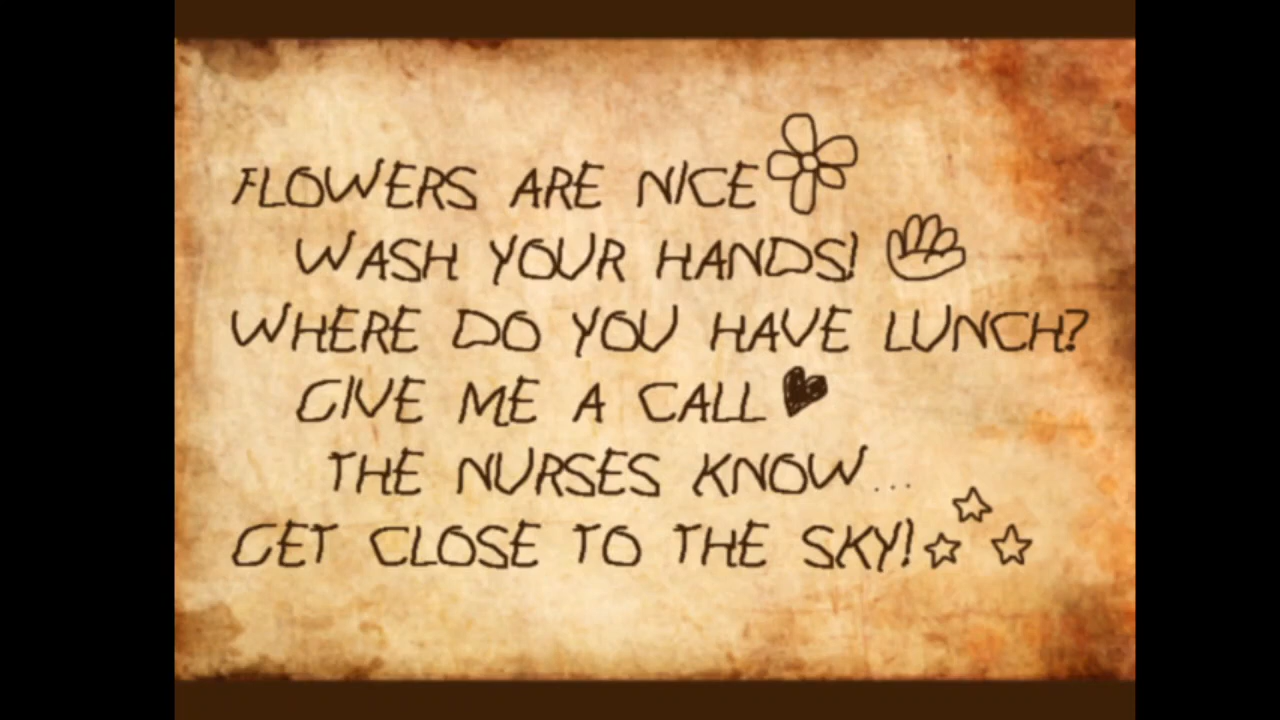 FLOWERS ARE NICE
WASH YOUR HANDS!
WHERE DO YOU HAVE LUNCH?
GIVE ME A CALL
THE NURSES KNOW...
GET CLOSE TO THE SKY!